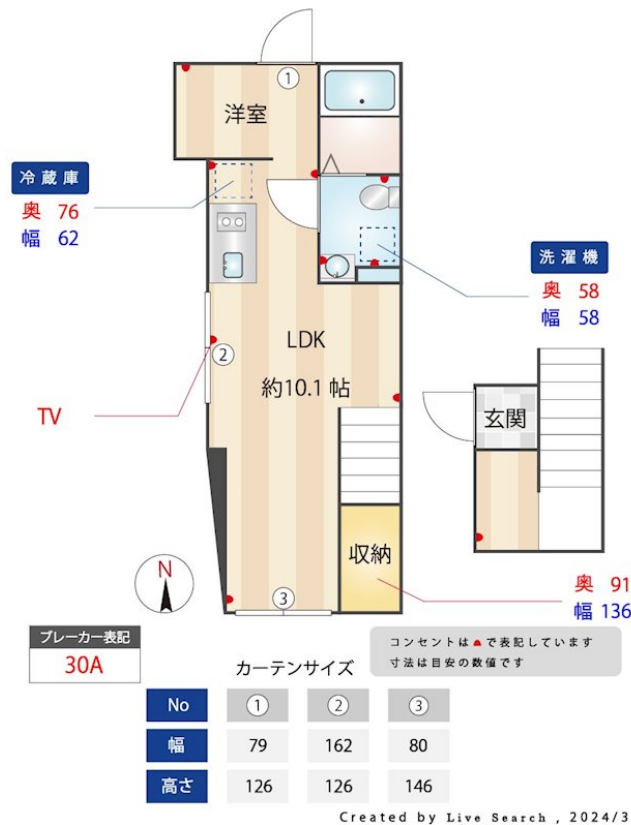 ①
洋室
冷蔵庫
奥 76
幅 62
洗濯機
奥 58
幅 58
LDK
約10.1 帖
②
TV
玄関
収納
奥 91
幅 136
N
③
ブレーカー表記
30A
コンセントは で表記しています
寸法は目安の数値です
カーテンサイズ
No ① ② ③
幅 79 162 80
高さ 126 126 146
Created by Live Search , 2024/3